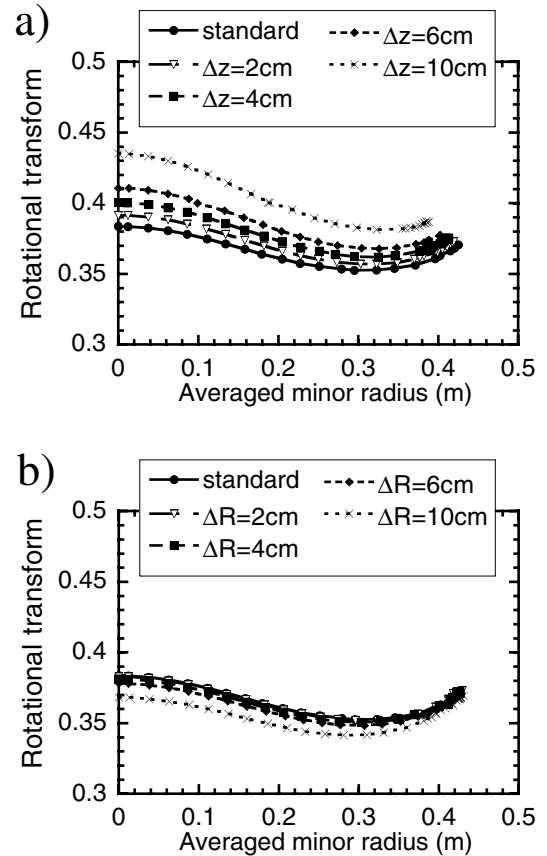 a)
standard
Δz=2cm
Δz=4cm
Δz=6cm
Δz=10cm
0.5
0.45
0.4
0.35
0.3
Rotational transform
0 0.1 0.2 0.3 0.4 0.5
Averaged minor radius (m)
b)
standard
ΔR=2cm
ΔR=4cm
ΔR=6cm
ΔR=10cm
0.5
0.45
0.4
0.35
0.3
Rotational transform
0 0.1 0.2 0.3 0.4 0.5
Averaged minor radius (m)